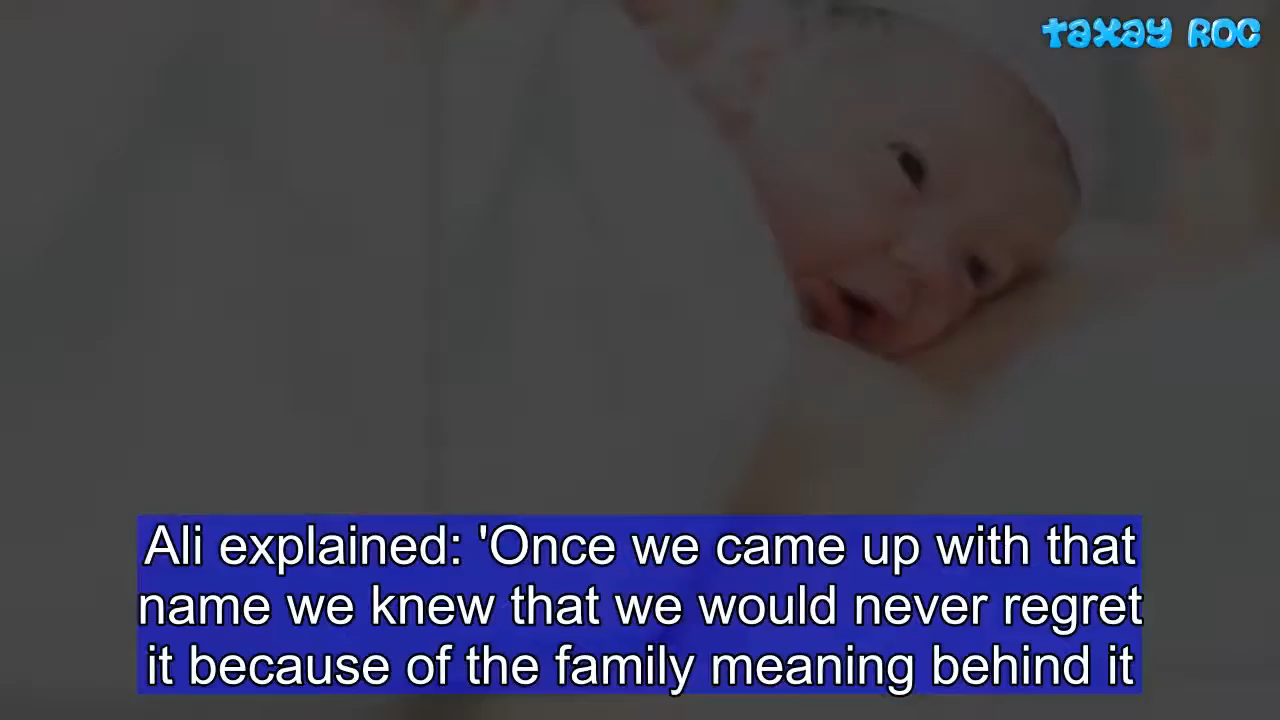 TAXAY ROC
Ali explained: 'Once we came up with that
name we knew that we would never regret
it because of the family meaning behind it